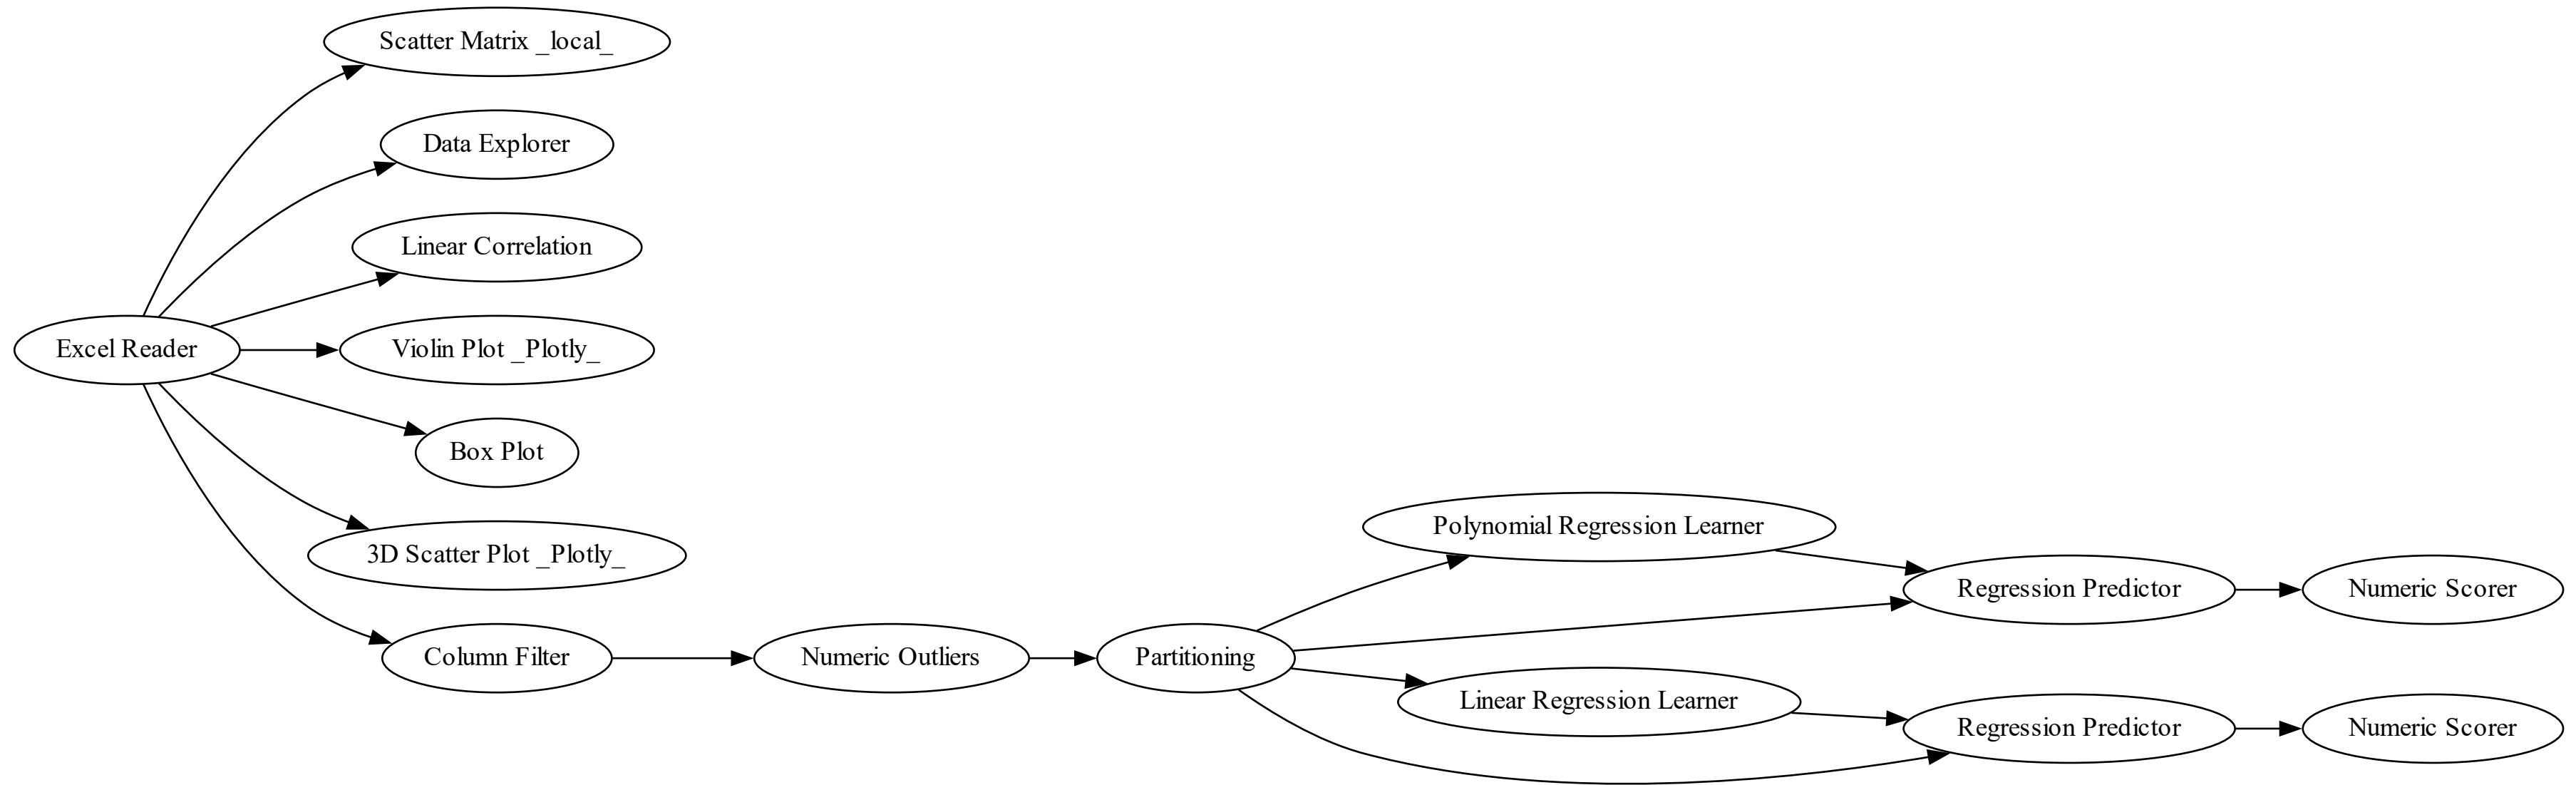 Scatter Matrix _local_
Data Explorer
Linear Correlation
Excel Reader
Violin Plot _Plotly_
Box Plot
3D Scatter Plot _Plotly_
Column Filter
Numeric Outliers
Partitioning
Polynomial Regression Learner
Regression Predictor
Numeric Scorer
Linear Regression Learner
Regression Predictor
Numeric Scorer